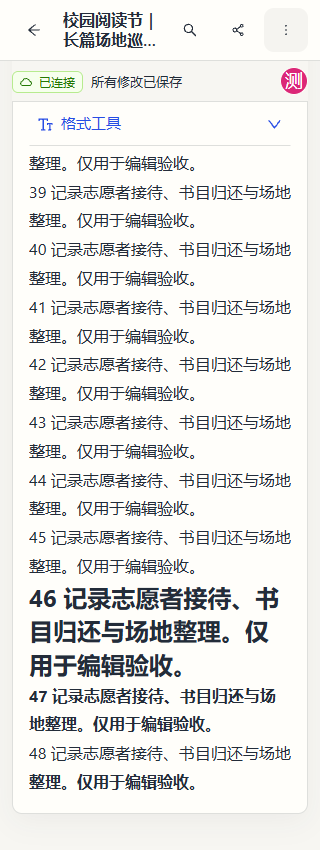 校园阅读节 |
长篇场地巡...
已连接 所有修改已保存 测
格式工具
整理。仅用于编辑验收。
39 记录志愿者接待、书目归还与场地
整理。仅用于编辑验收。
40 记录志愿者接待、书目归还与场地
整理。仅用于编辑验收。
41 记录志愿者接待、书目归还与场地
整理。仅用于编辑验收。
42 记录志愿者接待、书目归还与场地
整理。仅用于编辑验收。
43 记录志愿者接待、书目归还与场地
整理。仅用于编辑验收。
44 记录志愿者接待、书目归还与场地
整理。仅用于编辑验收。
45 记录志愿者接待、书目归还与场地
整理。仅用于编辑验收。
46 记录志愿者接待、书
目归还与场地整理。仅
用于编辑验收。
47 记录志愿者接待、书目归还与场
地整理。仅用于编辑验收。
48 记录志愿者接待、书目归还与场地
整理。仅用于编辑验收。